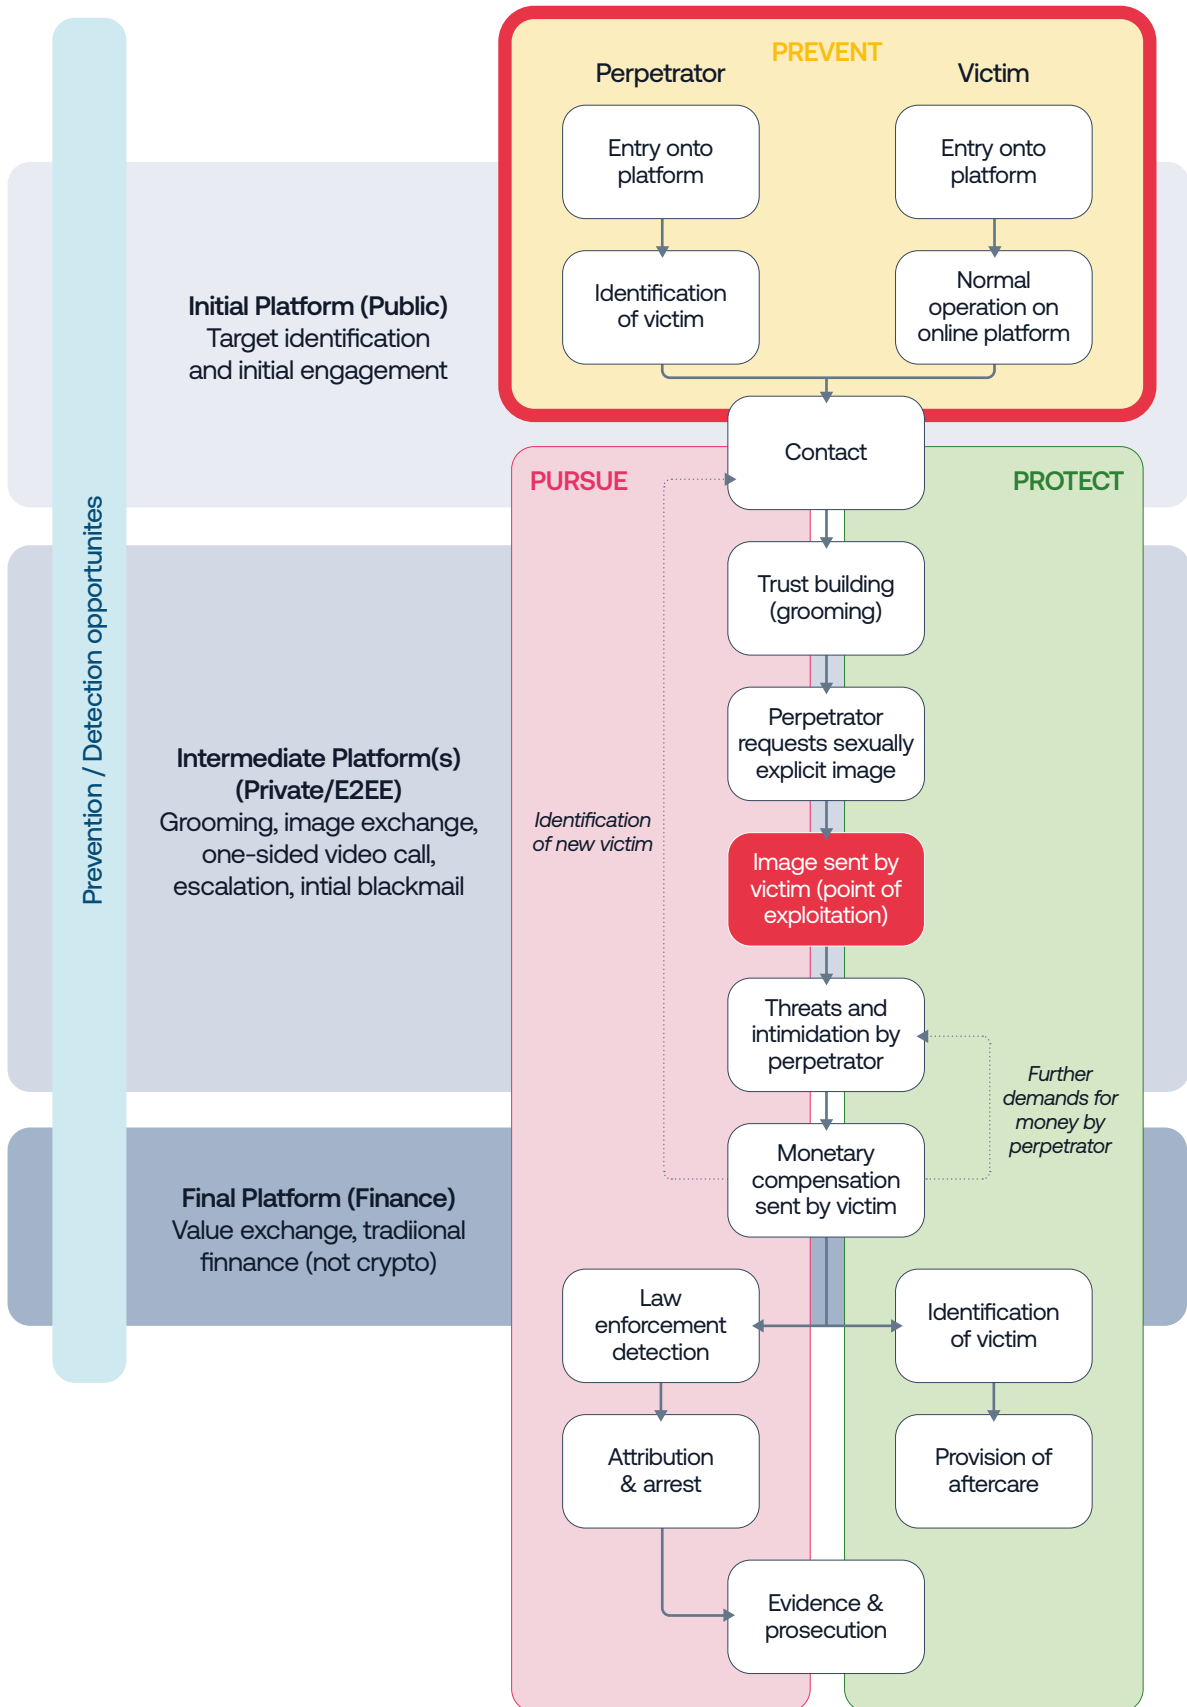 PREVENT
Perpetrator
Victim
Entry onto
platform
Entry onto
platform
Identification
of victim
Normal
operation on
online platform
Initial Platform (Public)
Target identification
and initial engagement
Contact
PURSUE
PROTECT
Trust building
(grooming)
Perpetrator
requests sexually
explicit image
Prevention / Detection opportunites
Intermediate Platform(s)
(Private/E2EE)
Grooming, image exchange,
one-sided video call,
escalation, intial blackmail
Identification
of new victim
Image sent by
victim (point of
exploitation)
Threats and
intimidation by
perpetrator
Further
demands for
money by
perpetrator
Monetary
compensation
sent by victim
Final Platform (Finance)
Value exchange, tradiional
finnance (not crypto)
Law
enforcement
detection
Identification
of victim
Attribution
& arrest
Provision of
aftercare
Evidence &
prosecution